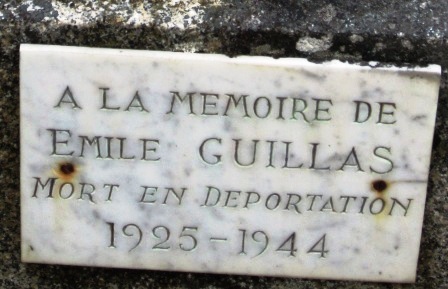 A LA MEMOIRE DE
EMILE GUILLAS
MORT EN DEPORTATION
1925-1944